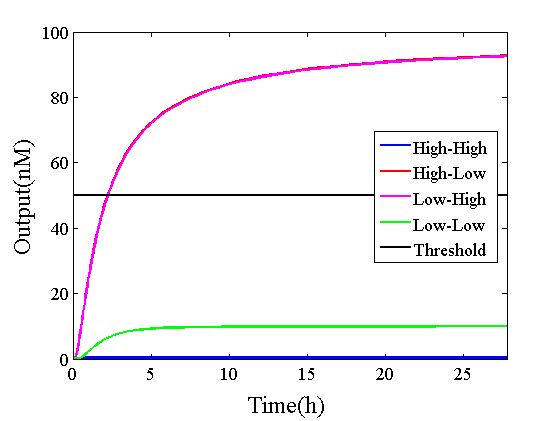 100
80
60
40
20
0
Output(nM)
High-High
High-Low
Low-High
Low-Low
Threshold
0 5 10 15 20 25
Time(h)